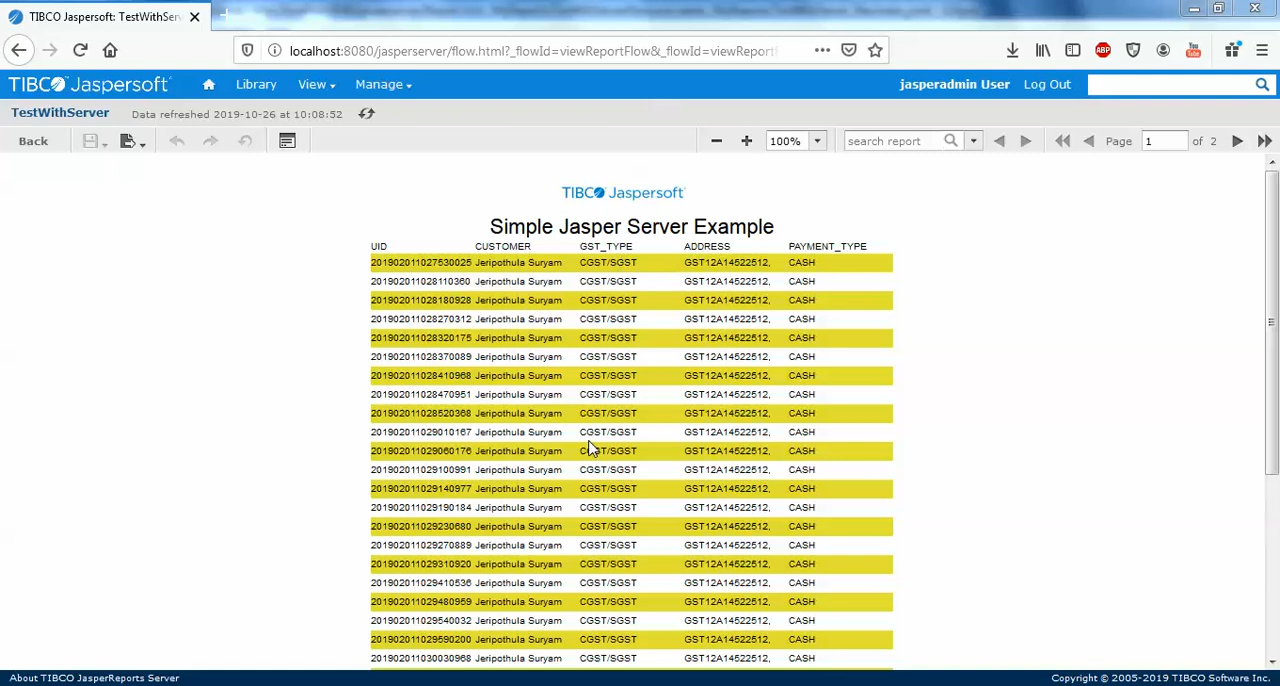 TIBCO Jaspersoft: TestWithServ
localhost:8080/jasperserver/flow.html?_flowId=viewReportFlow&_flowId=viewReport
ABP
You Tube
TIBCO Jaspersoft Library View Manage jasperadmin User Log Out
TestWithServer Data refreshed 2019-10-26 at 10:08:52
Back 100% search report Page 1 of 2
TIBCO Jaspersoft
Simple Jasper Server Example
UID CUSTOMER GST_TYPE ADDRESS PAYMENT_TYPE
201902011027530025 Jeripothula Suryam CGST/SGST GST12A14522512, CASH
201902011028110360 Jeripothula Suryam CGST/SGST GST12A14522512, CASH
201902011028180928 Jeripothula Suryam CGST/SGST GST12A14522512, CASH
201902011028270312 Jeripothula Suryam CGST/SGST GST12A14522512, CASH
201902011028320175 Jeripothula Suryam CGST/SGST GST12A14522512, CASH
201902011028370089 Jeripothula Suryam CGST/SGST GST12A14522512, CASH
201902011028410968 Jeripothula Suryam CGST/SGST GST12A14522512, CASH
201902011028470951 Jeripothula Suryam CGST/SGST GST12A14522512, CASH
201902011028520368 Jeripothula Suryam CGST/SGST GST12A14522512, CASH
201902011029010167 Jeripothula Suryam CGST/SGST GST12A14522512, CASH
201902011029060176 Jeripothula Suryam CGST/SGST GST12A14522512, CASH
201902011029100991 Jeripothula Suryam CGST/SGST GST12A14522512, CASH
201902011029140977 Jeripothula Suryam CGST/SGST GST12A14522512, CASH
201902011029190184 Jeripothula Suryam CGST/SGST GST12A14522512, CASH
201902011029230680 Jeripothula Suryam CGST/SGST GST12A14522512, CASH
201902011029270889 Jeripothula Suryam CGST/SGST GST12A14522512, CASH
201902011029310920 Jeripothula Suryam CGST/SGST GST12A14522512, CASH
201902011029410536 Jeripothula Suryam CGST/SGST GST12A14522512, CASH
201902011029480959 Jeripothula Suryam CGST/SGST GST12A14522512, CASH
201902011029540032 Jeripothula Suryam CGST/SGST GST12A14522512, CASH
201902011029590200 Jeripothula Suryam CGST/SGST GST12A14522512, CASH
201902011030030968 Jeripothula Suryam CGST/SGST GST12A14522512, CASH
About TIBCO JasperReports Server Copyright © 2005-2019 TIBCO Software Inc.